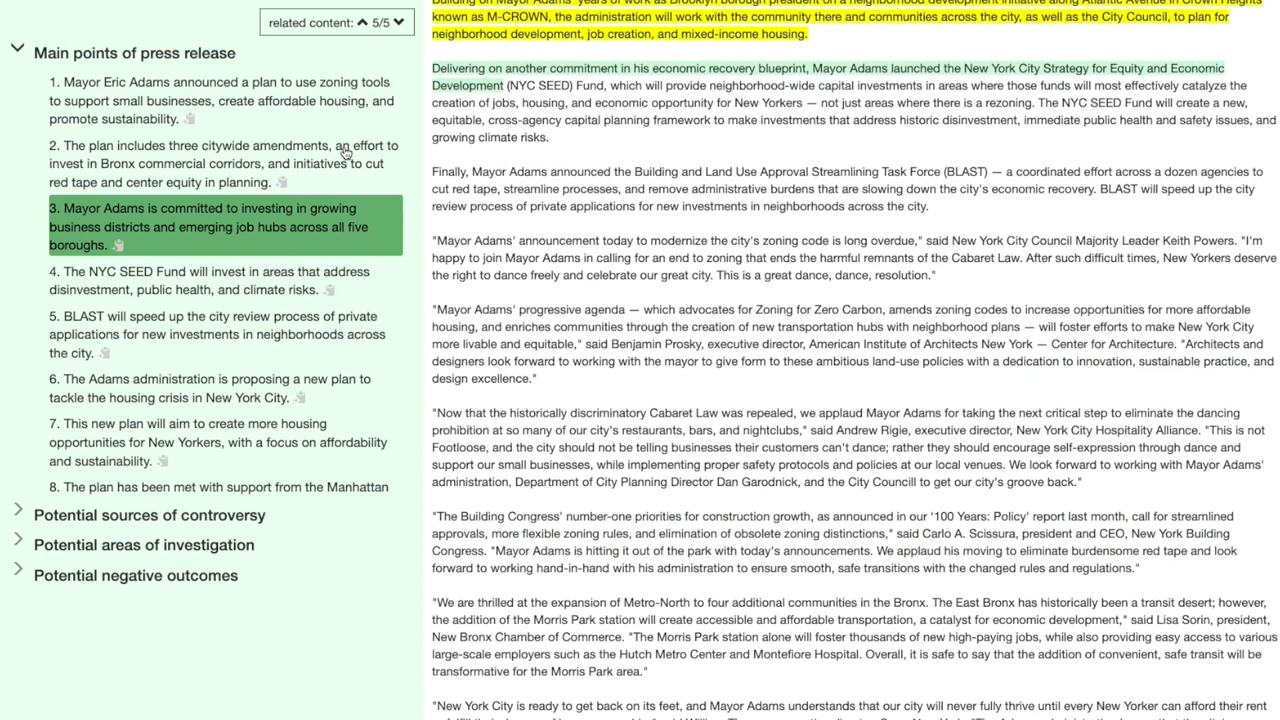 related content: 5/5
Main points of press release
1. Mayor Eric Adams announced a plan to use zoning tools
to support small businesses, create affordable housing, and
promote sustainability.
2. The plan includes three citywide amendments, an effort to
invest in Bronx commercial corridors, and initiatives to cut
red tape and center equity in planning.
3. Mayor Adams is committed to investing in growing
business districts and emerging job hubs across all five
boroughs.
4. The NYC SEED Fund will invest in areas that address
disinvestment, public health, and climate risks.
5. BLAST will speed up the city review process of private
applications for new investments in neighborhoods across
the city.
6. The Adams administration is proposing a new plan to
tackle the housing crisis in New York City.
7. This new plan will aim to create more housing
opportunities for New Yorkers, with a focus on affordability
and sustainability.
8. The plan has been met with support from the Manhattan
Potential sources of controversy
Potential areas of investigation
Potential negative outcomes
Building on Mayor Adams' years of work as Brooklyn borough president on a neighborhood development initiative along Atlantic Avenue in Crown Heights
known as M-CROWN, the administration will work with the community there and communities across the city, as well as the City Council, to plan for
neighborhood development, job creation, and mixed-income housing.
Delivering on another commitment in his economic recovery blueprint, Mayor Adams launched the New York City Strategy for Equity and Economic
Development (NYC SEED) Fund, which will provide neighborhood-wide capital investments in areas where those funds will most effectively catalyze the
creation of jobs, housing, and economic opportunity for New Yorkers — not just areas where there is a rezoning. The NYC SEED Fund will create a new,
equitable, cross-agency capital planning framework to make investments that address historic disinvestment, immediate public health and safety issues, and
growing climate risks.
Finally, Mayor Adams announced the Building and Land Use Approval Streamlining Task Force (BLAST) — a coordinated effort across a dozen agencies to
cut red tape, streamline processes, and remove administrative burdens that are slowing down the city's economic recovery. BLAST will speed up the city
review process of private applications for new investments in neighborhoods across the city.
"Mayor Adams' announcement today to modernize the city's zoning code is long overdue," said New York City Council Majority Leader Keith Powers. "I'm
happy to join Mayor Adams in calling for an end to zoning that ends the harmful remnants of the Cabaret Law. After such difficult times, New Yorkers deserve
the right to dance freely and celebrate our great city. This is a great dance, dance, resolution."
"Mayor Adams' progressive agenda — which advocates for Zoning for Zero Carbon, amends zoning codes to increase opportunities for more affordable
housing, and enriches communities through the creation of new transportation hubs with neighborhood plans — will foster efforts to make New York City
more livable and equitable," said Benjamin Prosky, executive director, American Institute of Architects New York — Center for Architecture. "Architects and
designers look forward to working with the mayor to give form to these ambitious land-use policies with a dedication to innovation, sustainable practice, and
design excellence."
"Now that the historically discriminatory Cabaret Law was repealed, we applaud Mayor Adams for taking the next critical step to eliminate the dancing
prohibition at so many of our city's restaurants, bars, and nightclubs," said Andrew Rigie, executive director, New York City Hospitality Alliance. "This is not
Footloose, and the city should not be telling businesses their customers can't dance; rather they should encourage self-expression through dance and
support our small businesses, while implementing proper safety protocols and policies at our local venues. We look forward to working with Mayor Adams'
administration, Department of City Planning Director Dan Garodnick, and the City Councill to get our city's groove back."
"The Building Congress' number-one priorities for construction growth, as announced in our '100 Years: Policy' report last month, call for streamlined
approvals, more flexible zoning rules, and elimination of obsolete zoning distinctions," said Carlo A. Scissura, president and CEO, New York Building
Congress. "Mayor Adams is hitting it out of the park with today's announcements. We applaud his moving to eliminate burdensome red tape and look
forward to working hand-in-hand with his administration to ensure smooth, safe transitions with the changed rules and regulations."
"We are thrilled at the expansion of Metro-North to four additional communities in the Bronx. The East Bronx has historically been a transit desert; however,
the addition of the Morris Park station will create accessible and affordable transportation, a catalyst for economic development," said Lisa Sorin, president,
New Bronx Chamber of Commerce. "The Morris Park station alone will foster thousands of new high-paying jobs, while also providing easy access to various
large-scale employers such as the Hutch Metro Center and Montefiore Hospital. Overall, it is safe to say that the addition of convenient, safe transit will be
transformative for the Morris Park area."
"New York City is ready to get back on its feet, and Mayor Adams understands that our city will never fully thrive until every New Yorker can afford their rent